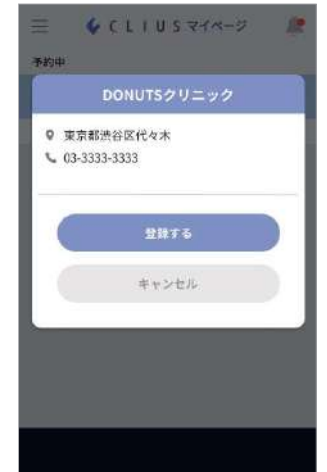 CLIUSマイページ
予約中
DONUTSクリニック
東京都渋谷区代々木
03-3333-3333
登録する
キャンセル